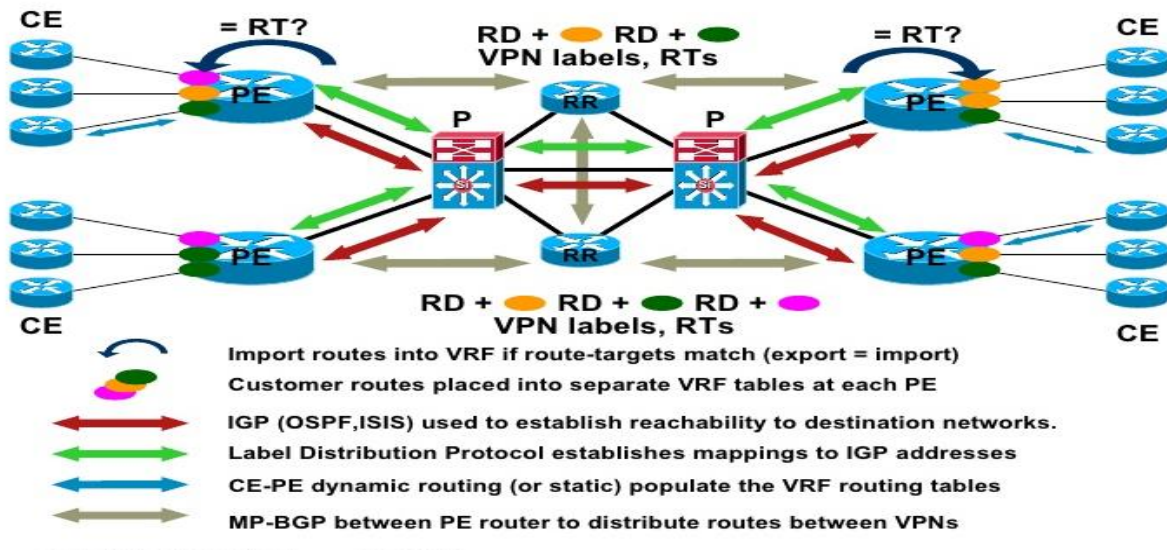 CE
= RT?
RD + RD +
VPN labels, RTs
= RT?
CE
PE
RR
PE
P
P
Si
Si
PE
RR
PE
RD + RD + RD +
VPN labels, RTs
CE
CE
Import routes into VRF if route-targets match (export = import)
Customer routes placed into separate VRF tables at each PE
IGP (OSPF,ISIS) used to establish reachability to destination networks.
Label Distribution Protocol establishes mappings to IGP addresses
CE-PE dynamic routing (or static) populate the VRF routing tables
MP-BGP between PE router to distribute routes between VPNs